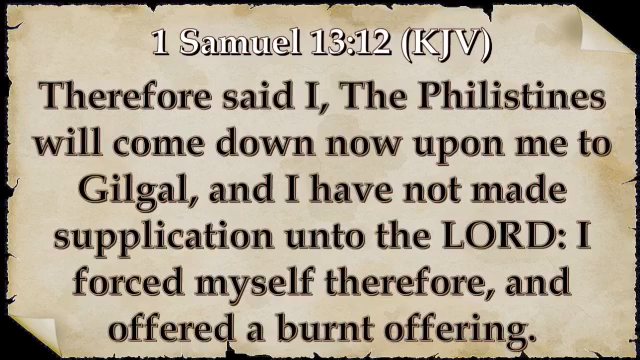 1 Samuel 13:12 (KJV)
Therefore said I, The Philistines
will come down now upon me to
Gilgal, and I have not made
supplication unto the LORD: I
forced myself therefore, and
offered a burnt offering.